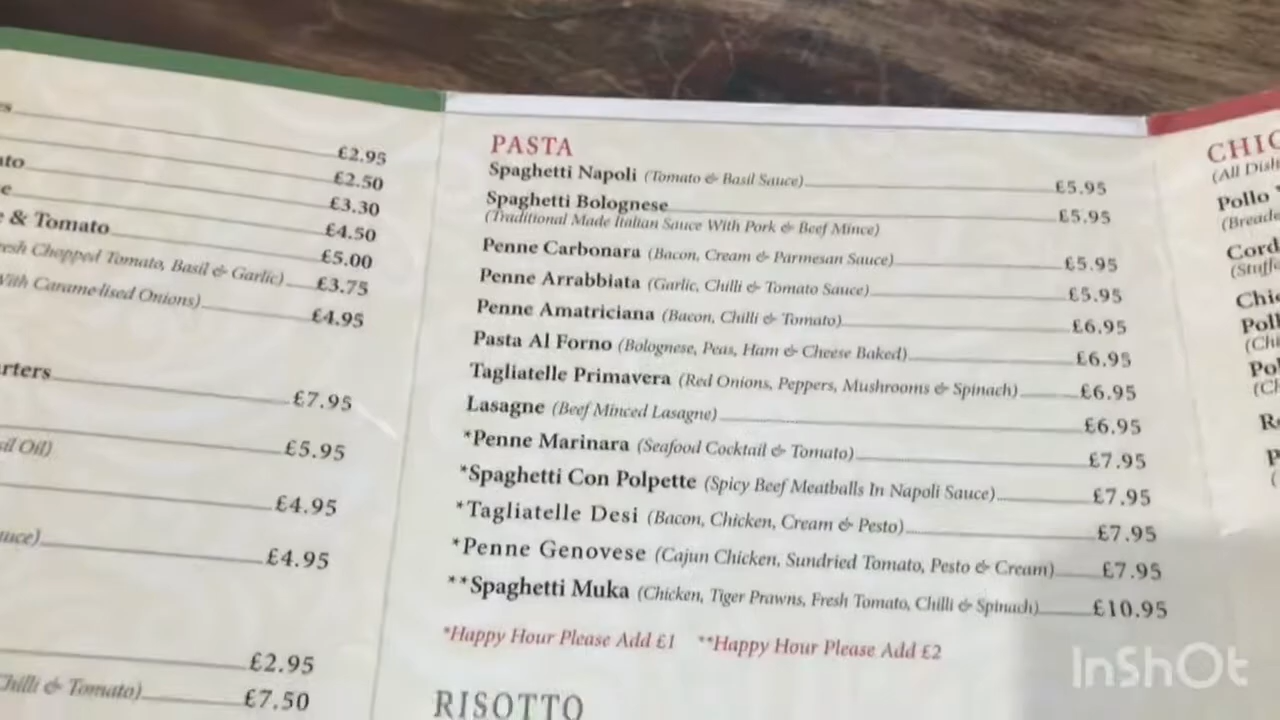 £2.95
£2.50
ato £3.30
£4.50
& Tomato £5.00
Fresh Chopped Tomato, Basil & Garlic) £3.75
With Caramelised Onions) £4.95
£7.95
£5.95
Oil)
£4.95
£4.95
£2.95
Chilli & Tomato) £7.50
PASTA
Spaghetti Napoli (Tomato & Basil Sauce) £5.95
Spaghetti Bolognese £5.95
(Traditional Made Italian Sauce With Pork & Beef Mince)
Penne Carbonara (Bacon, Cream & Parmesan Sauce) £5.95
Penne Arrabbiata (Garlic, Chilli & Tomato Sauce) £5.95
Penne Amatriciana (Bacon, Chilli & Tomato) £6.95
Pasta Al Forno (Bolognese, Peas, Ham & Cheese Baked) £6.95
Tagliatelle Primavera (Red Onions, Peppers, Mushrooms & Spinach) £6.95
Lasagne (Beef Minced Lasagne) £6.95
*Penne Marinara (Seafood Cocktail & Tomato) £7.95
*Spaghetti Con Polpette (Spicy Beef Meatballs In Napoli Sauce) £7.95
*Tagliatelle Desi (Bacon, Chicken, Cream & Pesto) £7.95
*Penne Genovese (Cajun Chicken, Sundried Tomato, Pesto & Cream) £7.95
**Spaghetti Muka (Chicken, Tiger Prawns, Fresh Tomato, Chilli & Spinach) £10.95
*Happy Hour Please Add £1 **Happy Hour Please Add £2
RISOTTO
CHIC
(All Dish
Pollo
(Breade
Cord
(Stuffe
Chic
Poll
(Chi
Pol
(Ch
InShOt